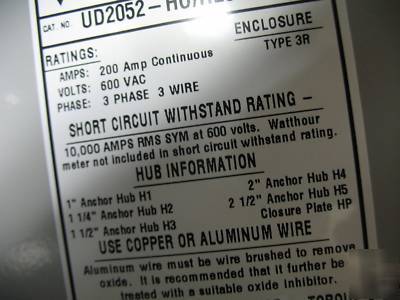 CAT. NO. UD2052-
RATINGS:
AMPS: 200 Amp Continuous
VOLTS: 600 VAC
PHASE: 3 PHASE 3 WIRE
ENCLOSURE
TYPE 3R
SHORT CIRCUIT WITHSTAND RATING -
10,000 AMPS RMS SYM at 600 volts. Watthour
meter not included in short circuit withstand rating.
HUB INFORMATION
1" Anchor Hub H1
1 1/4" Anchor Hub H2
1 1/2" Anchor Hub H3
2" Anchor Hub H4
2 1/2" Anchor Hub H5
Closure Plate HP
USE COPPER OR ALUMINUM WIRE
Aluminum wire must be wire brushed to remove
oxide. It is recommended that it further be
treated with a suitable oxide inhibitor.